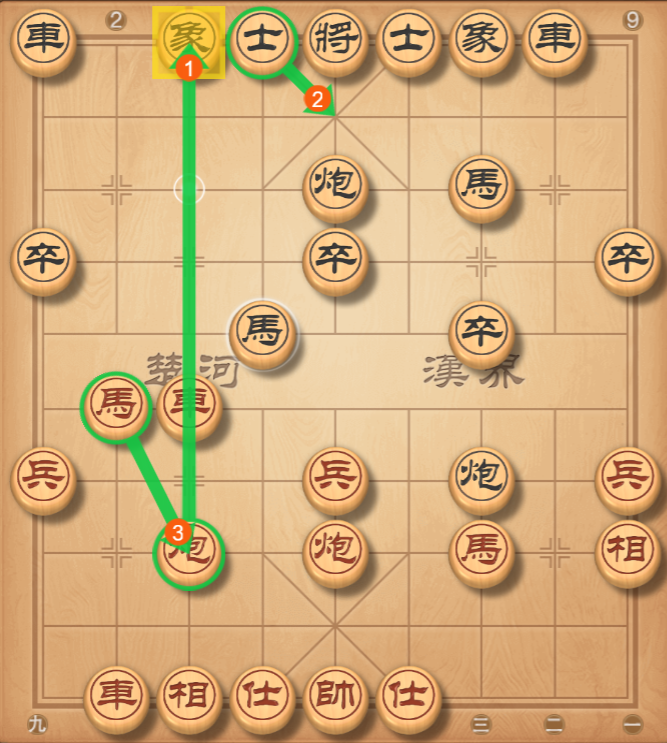 2 9
車 象 士 將 士 象 車
1
2
炮 馬
卒 卒 卒
馬 卒
楚河 漢界
馬 車
兵 兵 炮 兵
3
炮 炮 馬 相
車 相 仕 帥 仕
九 三 二 一